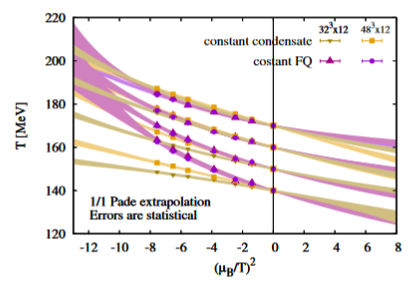 220
200
180
160
140
120
T [MeV]
32³x12 48³x12
constant condensate
costant FQ
1/1 Pade extrapolation
Errors are statistical
-12 -10 -8 -6 -4 -2 0 2 4 6 8
(μB/T)²